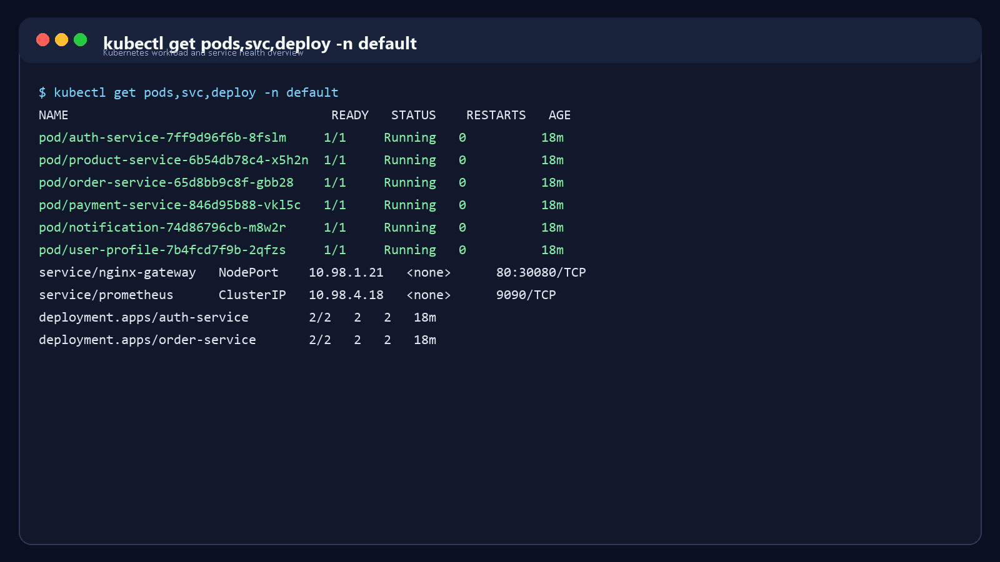 kubectl get pods,svc,deploy -n default
Kubernetes workload and service health overview
$ kubectl get pods,svc,deploy -n default
NAME                                   READY   STATUS    RESTARTS   AGE
pod/auth-service-7ff9d96f6b-8fslm     1/1     Running   0          18m
pod/product-service-6b54db78c4-x5h2n  1/1     Running   0          18m
pod/order-service-65d8bb9c8f-gbb28    1/1     Running   0          18m
pod/payment-service-846d95b88-vkl5c   1/1     Running   0          18m
pod/notification-74d86796cb-m8w2r     1/1     Running   0          18m
pod/user-profile-7b4fcd7f9b-2qfzs     1/1     Running   0          18m
service/nginx-gateway   NodePort    10.98.1.21   <none>      80:30080/TCP
service/prometheus      ClusterIP   10.98.4.18   <none>      9090/TCP
deployment.apps/auth-service        2/2   2   2   18m
deployment.apps/order-service       2/2   2   2   18m